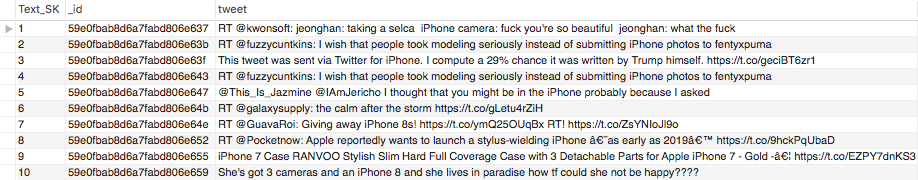 Text_SK _id tweet
1 59e0fbab8d6a7fabd806e637 RT @kwonsoft: jeonghan: taking a selca iPhone camera: fuck you're so beautiful jeonghan: what the fuck
2 59e0fbab8d6a7fabd806e63b RT @fuzzycuntkins: I wish that people took modeling seriously instead of submitting iPhone photos to fentyxpuma
3 59e0fbab8d6a7fabd806e63f This tweet was sent via Twitter for iPhone. I compute a 29% chance it was written by Trump himself. https://t.co/geciBT6zr1
4 59e0fbab8d6a7fabd806e643 RT @fuzzycuntkins: I wish that people took modeling seriously instead of submitting iPhone photos to fentyxpuma
5 59e0fbab8d6a7fabd806e647 @This_Is_Jazmine @IAmJericho I thought that you might be in the iPhone probably because I asked
6 59e0fbab8d6a7fabd806e64b RT @galaxysupply: the calm after the storm https://t.co/gLetu4rZiH
7 59e0fbab8d6a7fabd806e64e RT @GuavaRoi: Giving away iPhone 8s! https://t.co/ymQ25OUqBx RT! https://t.co/ZsYNIoJl9o
8 59e0fbab8d6a7fabd806e652 RT @Pocketnow: Apple reportedly wants to launch a stylus-wielding iPhone â€˜as early as 2019â€™ https://t.co/9hckPqUbaD
9 59e0fbab8d6a7fabd806e655 iPhone 7 Case RANVOO Stylish Slim Hard Full Coverage Case with 3 Detachable Parts for Apple iPhone 7 - Gold -â€¦ https://t.co/EZPY7dnKS3
10 59e0fbab8d6a7fabd806e659 She's got 3 cameras and an iPhone 8 and she lives in paradise how tf could she not be happy????